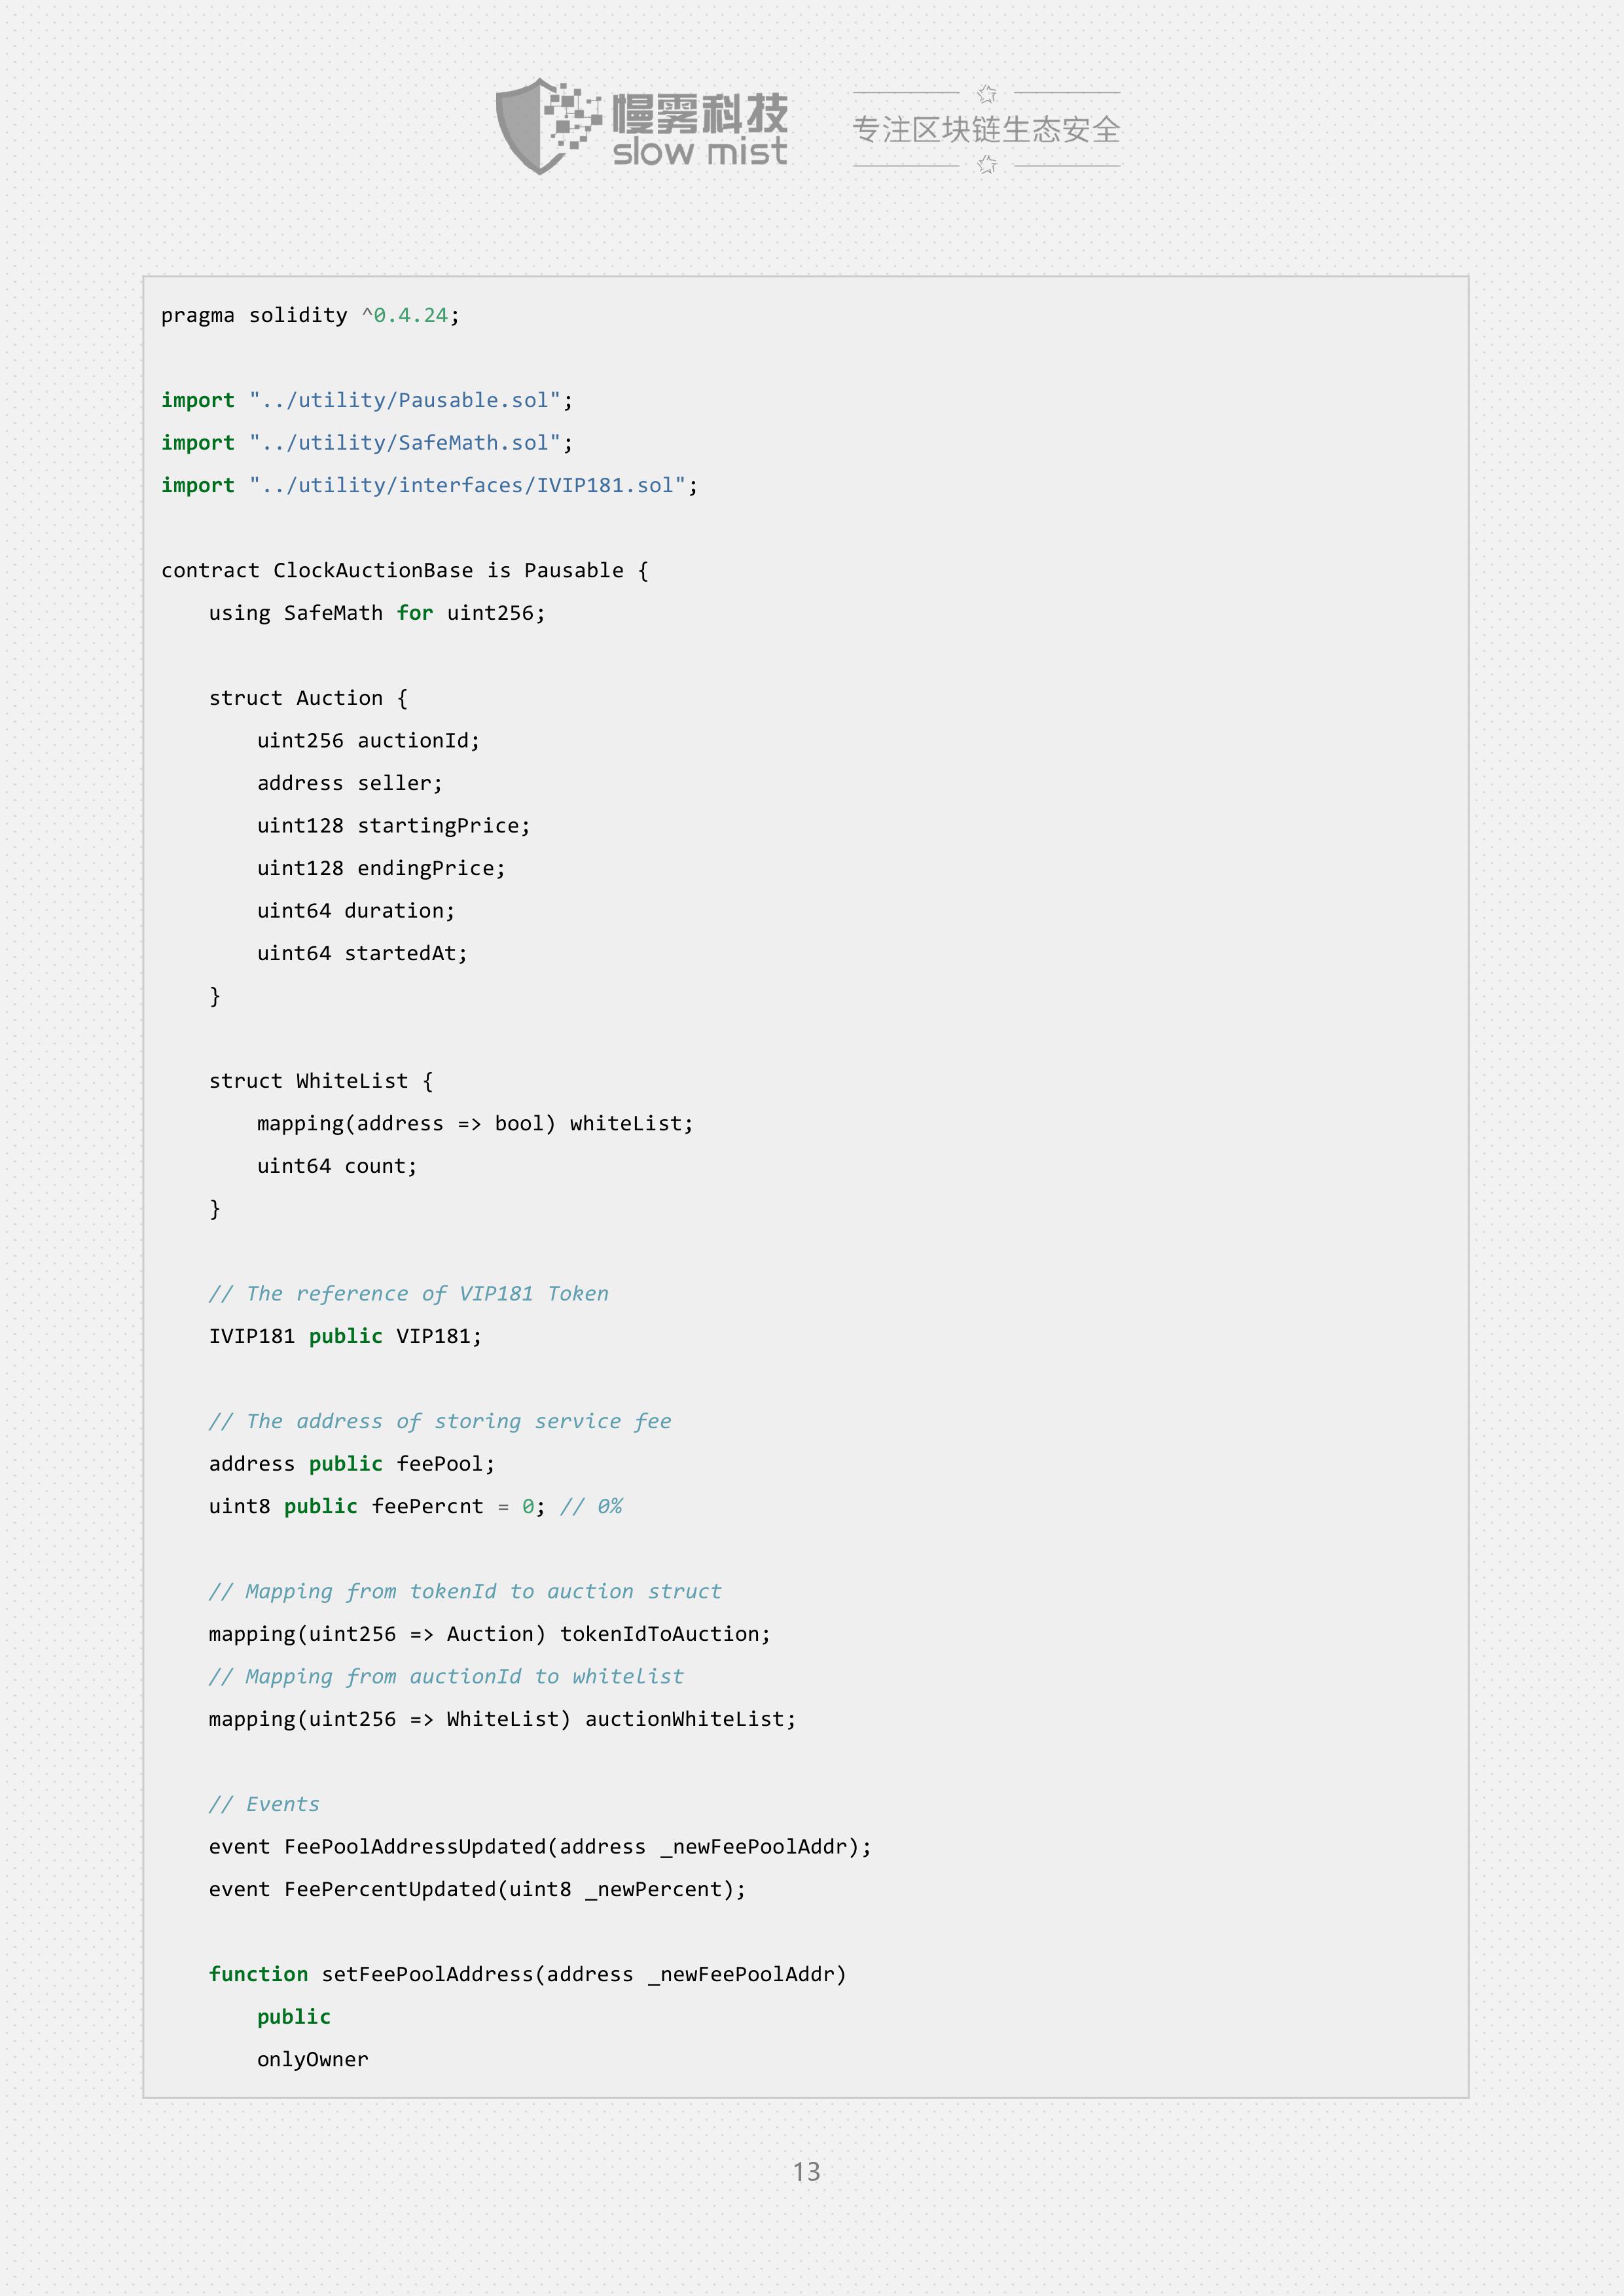 慢雾科技
slow mist
专注区块链生态安全
pragma solidity ^0.4.24;
import "../utility/Pausable.sol";
import "../utility/SafeMath.sol";
import "../utility/interfaces/IVIP181.sol";
contract ClockAuctionBase is Pausable {
using SafeMath for uint256;
struct Auction {
uint256 auctionId;
address seller;
uint128 startingPrice;
uint128 endingPrice;
uint64 duration;
uint64 startedAt;
}
struct WhiteList {
mapping(address => bool) whiteList;
uint64 count;
}
// The reference of VIP181 Token
IVIP181 public VIP181;
// The address of storing service fee
address public feePool;
uint8 public feePercnt = 0; // 0%
// Mapping from tokenId to auction struct
mapping(uint256 => Auction) tokenIdToAuction;
// Mapping from auctionId to whitelist
mapping(uint256 => WhiteList) auctionWhiteList;
// Events
event FeePoolAddressUpdated(address _newFeePoolAddr);
event FeePercentUpdated(uint8 _newPercent);
function setFeePoolAddress(address _newFeePoolAddr)
public
onlyOwner
13